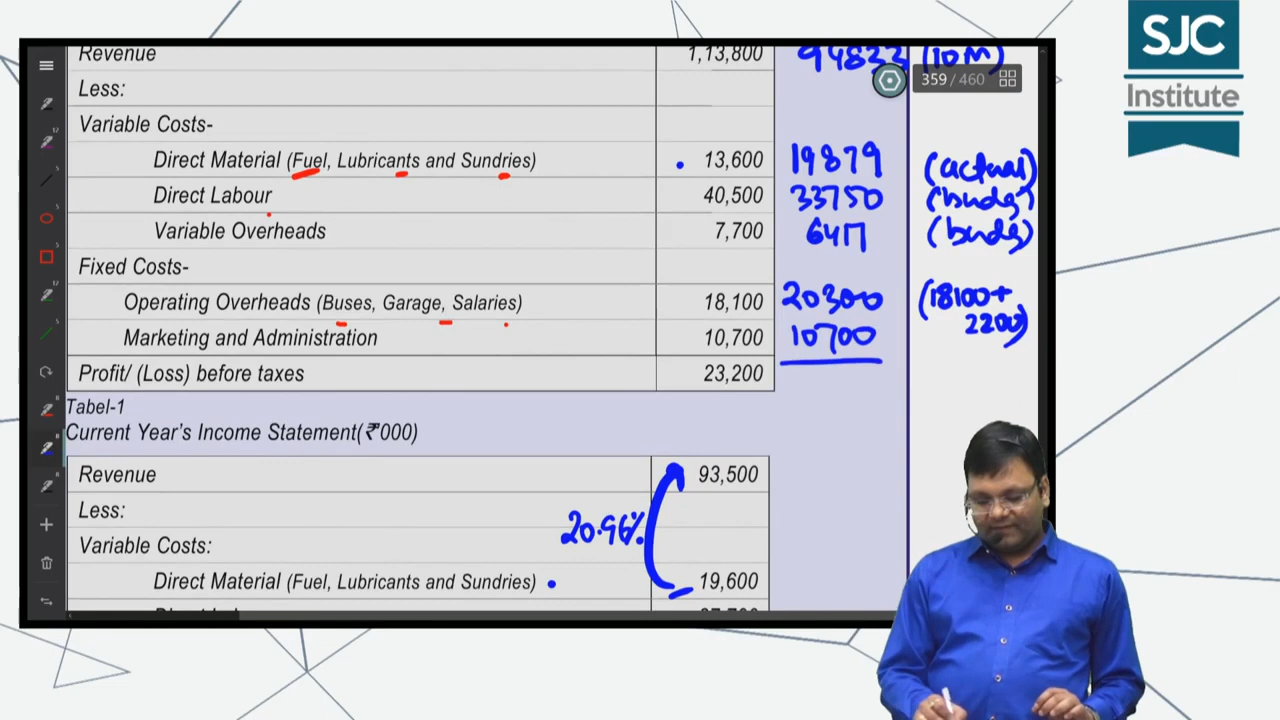 SJC
Institute
359 / 460
Revenue 1,13,800 94833 (10M)
Less:
Variable Costs-
Direct Material (Fuel, Lubricants and Sundries) 13,600 19879 (actual)
Direct Labour 40,500 33750 (budg)
Variable Overheads 7,700 6417 (budg)
Fixed Costs-
Operating Overheads (Buses, Garage, Salaries) 18,100 20300 (18100+
2200)
Marketing and Administration 10,700 10700
Profit/ (Loss) before taxes 23,200
Tabel-1
Current Year's Income Statement(₹'000)
Revenue 93,500
Less:
20.96%
Variable Costs:
Direct Material (Fuel, Lubricants and Sundries) 19,600